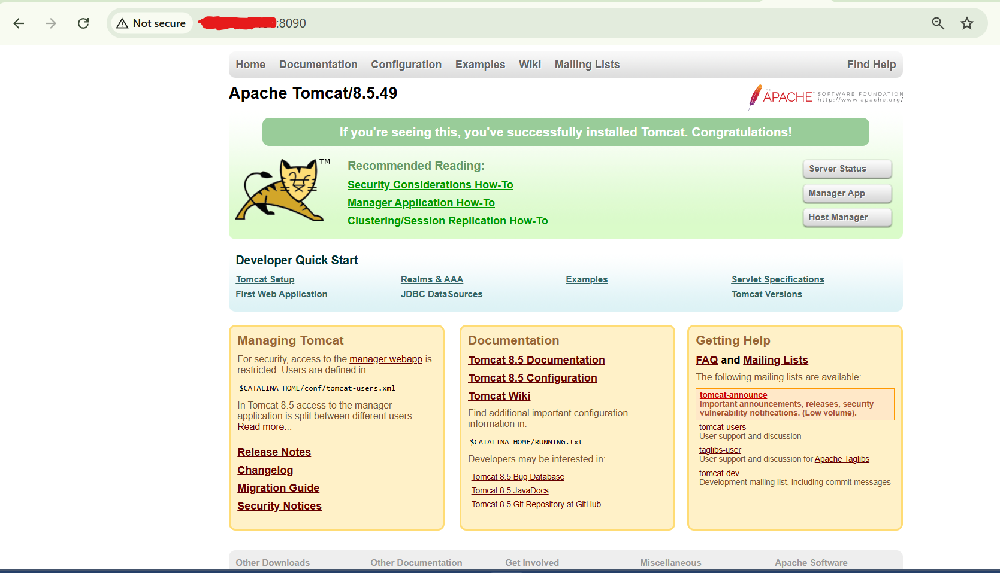 Not secure :8090
Home Documentation Configuration Examples Wiki Mailing Lists Find Help
Apache Tomcat/8.5.49
THE APACHE SOFTWARE FOUNDATION
http://www.apache.org/
If you're seeing this, you've successfully installed Tomcat. Congratulations!
TM
Recommended Reading:
Security Considerations How-To
Manager Application How-To
Clustering/Session Replication How-To
Server Status
Manager App
Host Manager
Developer Quick Start
Tomcat Setup
First Web Application
Realms & AAA
JDBC DataSources
Examples
Servlet Specifications
Tomcat Versions
Managing Tomcat
For security, access to the manager webapp is
restricted. Users are defined in:
$CATALINA_HOME/conf/tomcat-users.xml
In Tomcat 8.5 access to the manager
application is split between different users.
Read more...
Release Notes
Changelog
Migration Guide
Security Notices
Documentation
Tomcat 8.5 Documentation
Tomcat 8.5 Configuration
Tomcat Wiki
Find additional important configuration
information in:
$CATALINA_HOME/RUNNING.txt
Developers may be interested in:
Tomcat 8.5 Bug Database
Tomcat 8.5 JavaDocs
Tomcat 8.5 Git Repository at GitHub
Getting Help
FAQ and Mailing Lists
The following mailing lists are available:
tomcat-announce
Important announcements, releases, security
vulnerability notifications. (Low volume).
tomcat-users
User support and discussion
taglibs-user
User support and discussion for Apache Taglibs
tomcat-dev
Development mailing list, including commit messages
Other Downloads Other Documentation Get Involved Miscellaneous Apache Software